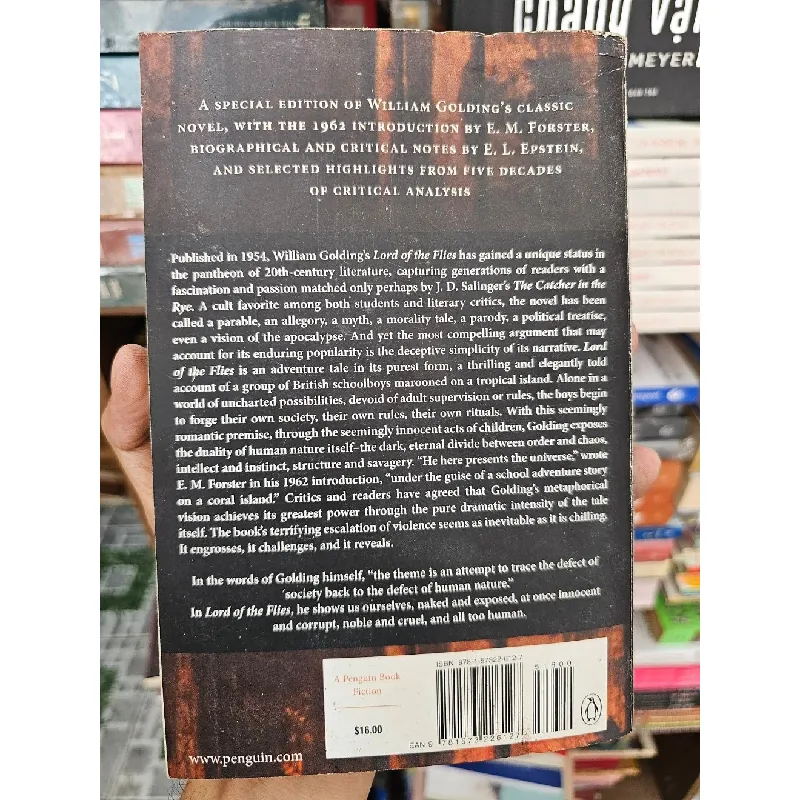 chàng vạ
MEYER
A SPECIAL EDITION OF WILLIAM GOLDING'S CLASSIC
NOVEL, WITH THE 1962 INTRODUCTION BY E. M. FORSTER,
BIOGRAPHICAL AND CRITICAL NOTES BY E. L. EPSTEIN,
AND SELECTED HIGHLIGHTS FROM FIVE DECADES
OF CRITICAL ANALYSIS
Published in 1954, William Golding's Lord of the Flies has gained a unique status in
the pantheon of 20th-century literature, capturing generations of readers with a
fascination and passion matched only perhaps by J. D. Salinger's The Catcher in the
Rye. A cult favorite among both students and literary critics, the novel has been
called a parable, an allegory, a myth, a morality tale, a parody, a political treatise,
even a vision of the apocalypse. And yet the most compelling argument that may
account for its enduring popularity is the deceptive simplicity of its narrative. Lord
of the Flies is an adventure tale in its purest form, a thrilling and elegantly told
account of a group of British schoolboys marooned on a tropical island. Alone in a
world of uncharted possibilities, devoid of adult supervision or rules, the boys begin
to forge their own society, their own rules, their own rituals. With this seemingly
romantic premise, through the seemingly innocent acts of children, Golding exposes
the duality of human nature itself–the dark, eternal divide between order and chaos,
intellect and instinct, structure and savagery. "He here presents the universe," wrote
E. M. Forster in his 1962 introduction, "under the guise of a school adventure story
on a coral island." Critics and readers have agreed that Golding's metaphorical
vision achieves its greatest power through the pure dramatic intensity of the tale
itself. The book's terrifying escalation of violence seems as inevitable as it is chilling.
It engrosses, it challenges, and it reveals.
In the words of Golding himself, "the theme is an attempt to trace the defect of
society back to the defect of human nature."
In Lord of the Flies, he shows us ourselves, naked and exposed, at once innocent
and corrupt, noble and cruel, and all too human.
A Penguin Book
Fiction
$16.00
ISBN
51600
EAN
www.penguin.com